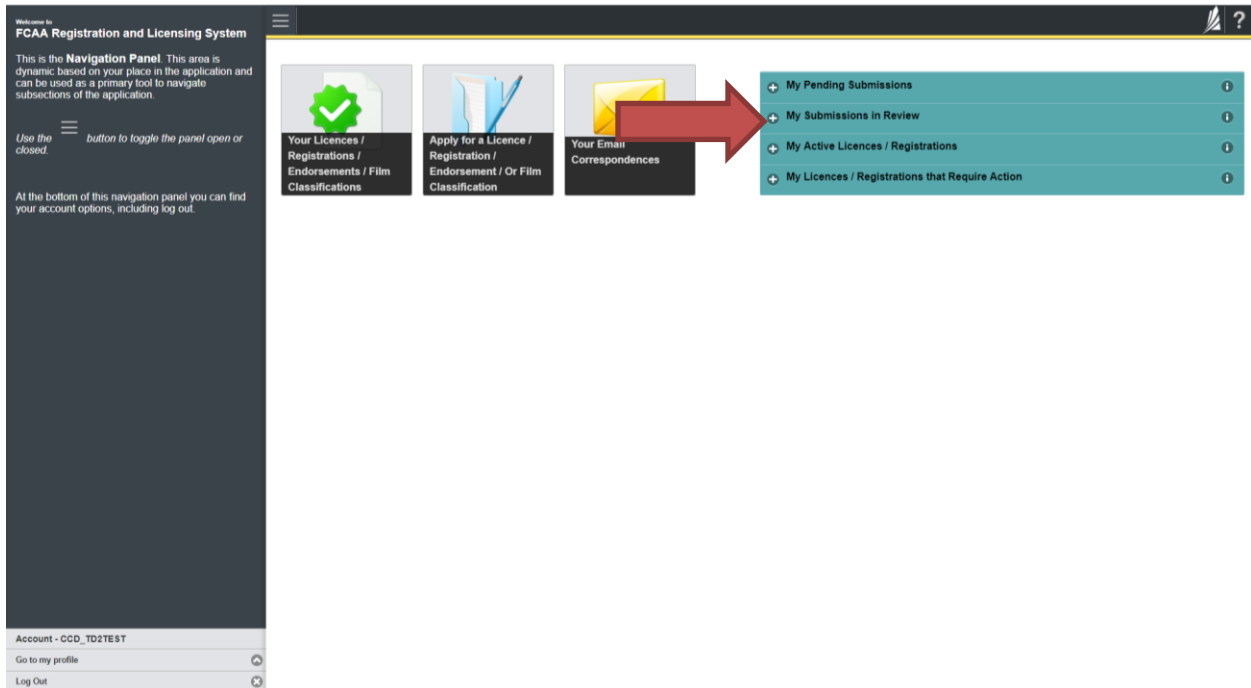 Welcome to
FCAA Registration and Licensing System
This is the Navigation Panel. This area is
dynamic based on your place in the application and
can be used as a primary tool to navigate
subsections of the application.
Use the button to toggle the panel open or
closed.
At the bottom of this navigation panel you can find
your account options, including log out.
Account - CCD_TD2TEST
Go to my profile
Log Out
?
Your Licences /
Registrations /
Endorsements / Film
Classifications
Apply for a Licence /
Registration /
Endorsement / Or Film
Classification
Your Email
Correspondences
My Pending Submissions
My Submissions in Review
My Active Licences / Registrations
My Licences / Registrations that Require Action